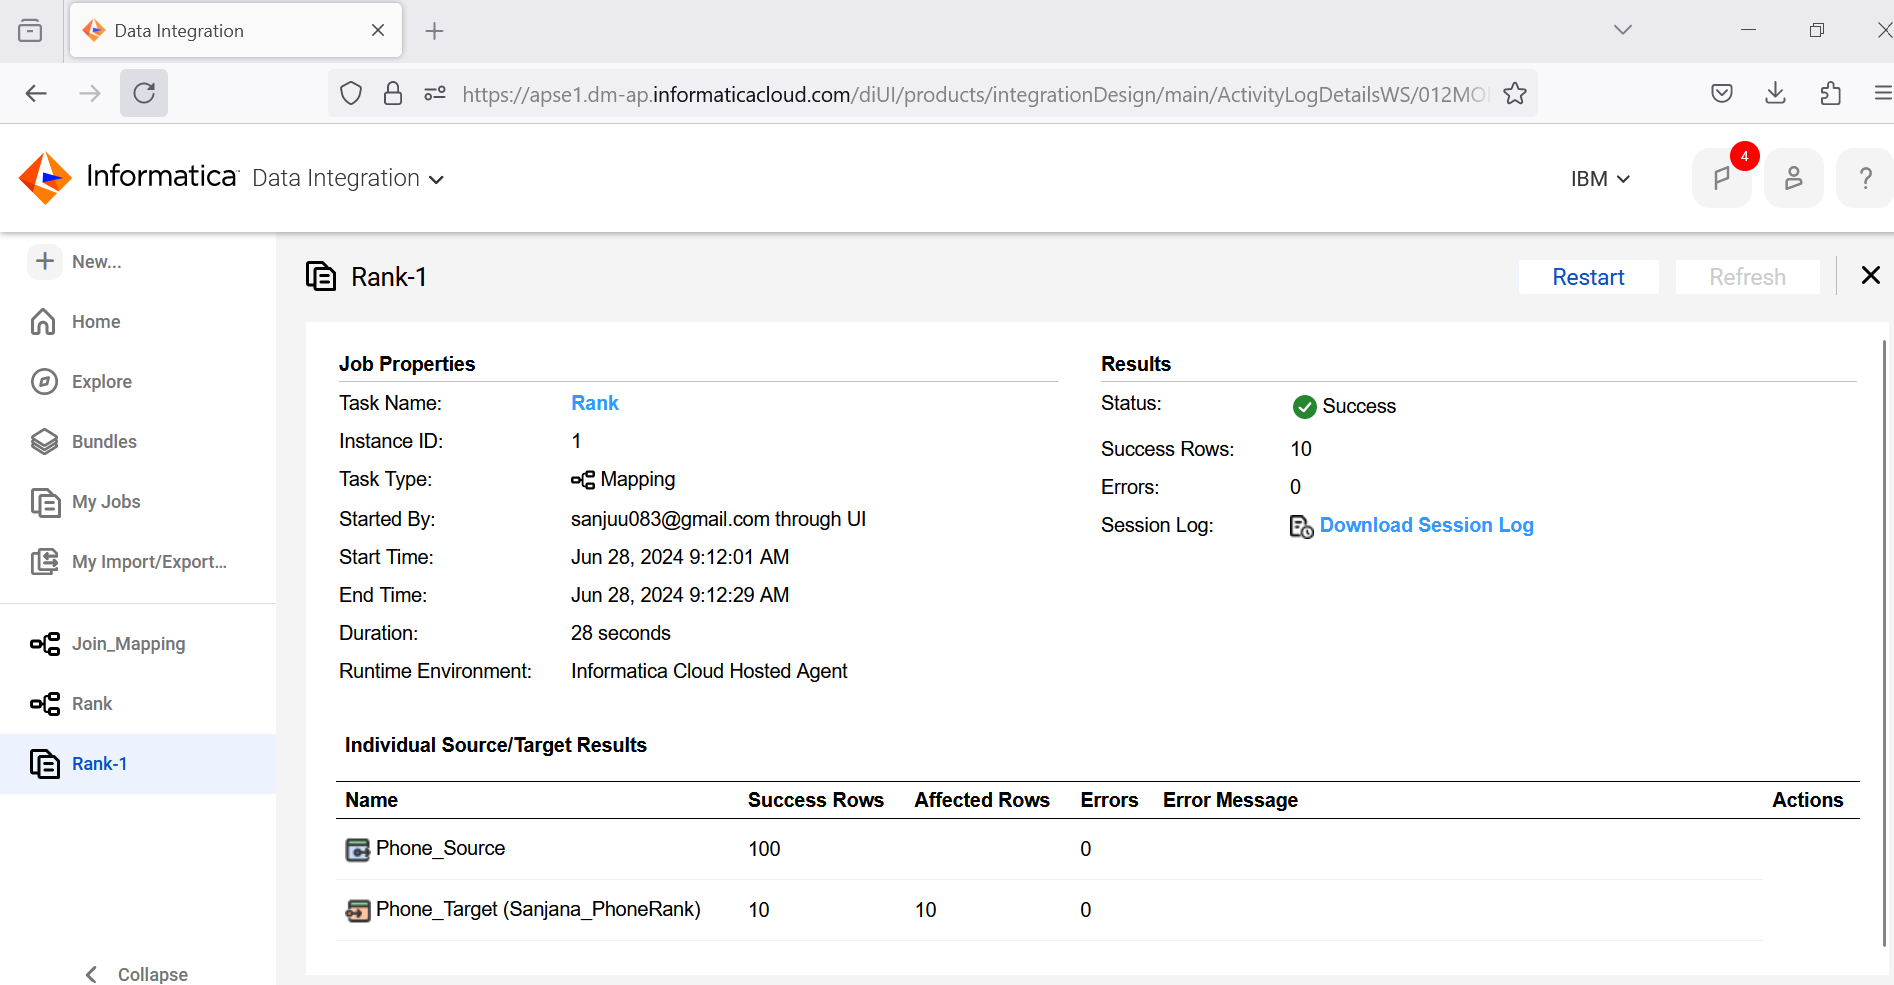 Data Integration
https://apse1.dm-ap.informaticacloud.com/diUI/products/integrationDesign/main/ActivityLogDetailsWS/012MO
Informatica Data Integration
IBM
4
?
New...
Home
Explore
Bundles
My Jobs
My Import/Export...
Join_Mapping
Rank
Rank-1
Collapse
Rank-1
Restart
Refresh
Job Properties
Task Name: Rank
Instance ID: 1
Task Type: Mapping
Started By: sanjuu083@gmail.com through UI
Start Time: Jun 28, 2024 9:12:01 AM
End Time: Jun 28, 2024 9:12:29 AM
Duration: 28 seconds
Runtime Environment: Informatica Cloud Hosted Agent
Results
Status: Success
Success Rows: 10
Errors: 0
Session Log: Download Session Log
Individual Source/Target Results
Name Success Rows Affected Rows Errors Error Message Actions
Phone_Source 100 0
Phone_Target (Sanjana_PhoneRank) 10 10 0